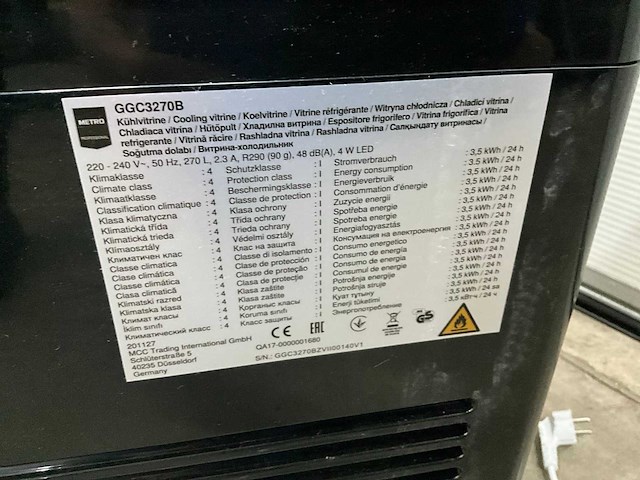 METRO
PROFESSIONAL
GGC3270B
Kühlvitrine / Cooling vitrine / Koelvitrine / Vitrine réfrigérante / Witryna chłodnicza / Chladicí vitrína /
Chladiaca vitrína / Hűtőpult / Хладилна витрина / Espositore frigorifero / Vitrina frigorífica / Vitrina
refrigerante / Vitrină răcire / Rashladna vitrina / Rashladna vitrina / Салқындату витринасы /
Soğutma dolabı / Витрина-холодильник
220 - 240 V~, 50 Hz, 270 L, 2.3 A, R290 (90 g), 48 dB(A), 4 W LED
Klimaklasse : 4 Schutzklasse : I Stromverbrauch : 3,5 kWh / 24 h
Climate class : 4 Protection class : I Energy consumption : 3,5 kWh / 24 h
Klimaatklasse : 4 Beschermingsklasse : I Energieverbruik : 3,5 kWh / 24 h
Classification climatique : 4 Classe de protection : I Consommation d'énergie : 3,5 kWh / 24 h
Klasa klimatyczna : 4 Klasa ochrony : I Zużycie energii : 3,5 kWh / 24 h
Klimatická třída : 4 Třída ochrany : I Spotřeba energie : 3,5 kWh / 24 h
Klimatická trieda : 4 Trieda ochrany : I Spotreba energie : 3,5 kWh / 24 h
Klímaosztály : 4 Védelmi osztály : I Energiafogyasztás : 3,5 kWh / 24 h
Климатичен клас : 4 Клас на защита : I Консумация на електроенергия : 3,5 kWh / 24 h
Classe climatica : 4 Classe di isolamento : I Consumo energetico : 3,5 kWh / 24 h
Clase climática : 4 Clase de protección : I Consumo de energía : 3,5 kWh / 24 h
Classe climática : 4 Classe de proteção : I Consumo de energia : 3,5 kWh / 24 h
Clasa climatică : 4 Clasa de protecţie : I Consumul de energie : 3,5 kWh / 24 h
Klimatski razred : 4 Klasa zaštite : I Potrošnja energije : 3,5 kWh / 24 h
Klimatska klasa : 4 Klasa zaštite : I Potrošnja struje : 3,5 kWh / 24 h
Климат класы : 4 Қорғаныс класы : I Қуат тұтыну : 3,5 kWh / 24 h
İklim sınıfı : 4 Koruma sınıfı : I Enerji tüketimi : 3,5 kWh / 24 sa
Климатический класс : 4 Класс защиты : I Энергопотребление : 3,5 кВт·ч / 24 ч
201127
MCC Trading International GmbH
Schlüterstraße 5
40235 Düsseldorf
Germany
CE EAC GS
QA17-0000001680
S/N.: GGC3270BZVII00140V1